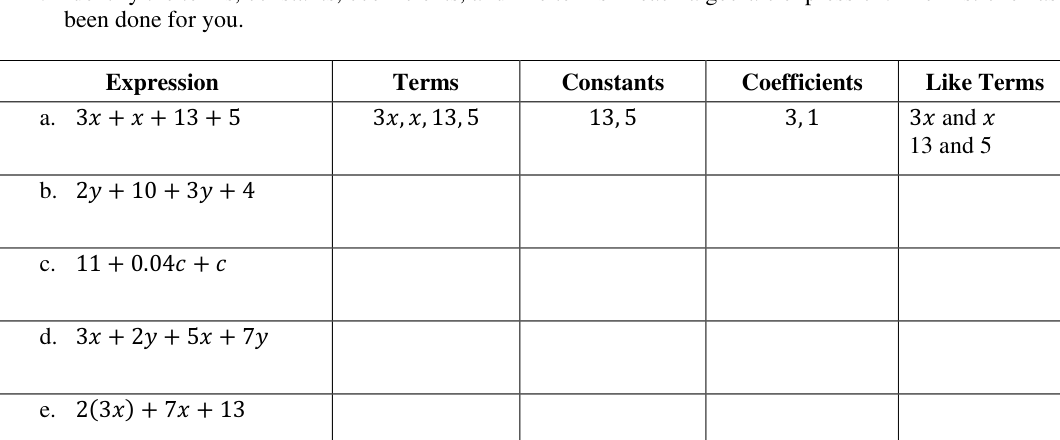 been done for you.
Expression Terms Constants Coefficients Like Terms
a. 3x + x + 13 + 5 3x, x, 13, 5 13, 5 3, 1 3x and x
13 and 5
b. 2y + 10 + 3y + 4
c. 11 + 0.04c + c
d. 3x + 2y + 5x + 7y
e. 2(3x) + 7x + 13